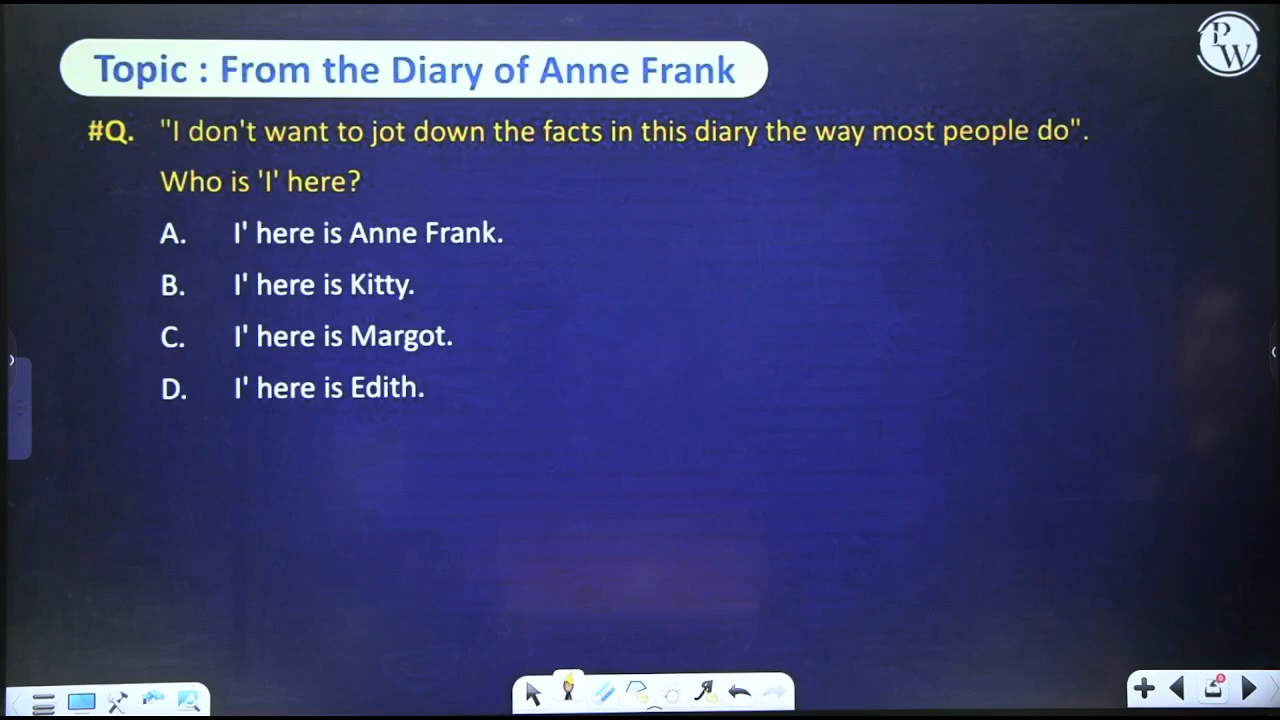 PW
Topic : From the Diary of Anne Frank
#Q. "I don't want to jot down the facts in this diary the way most people do".
Who is 'I' here?
A. I' here is Anne Frank.
B. I' here is Kitty.
C. I' here is Margot.
D. I' here is Edith.